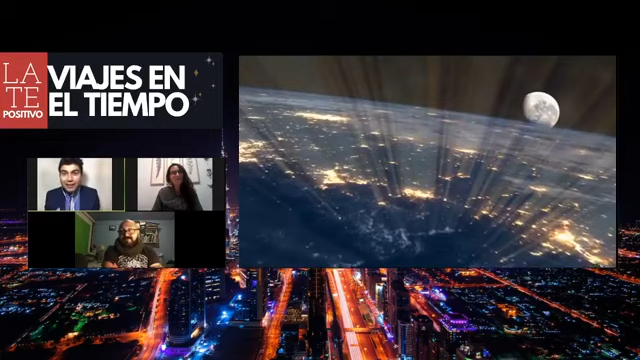 LA
TE
POSITIVO
VIAJES EN
EL TIEMPO